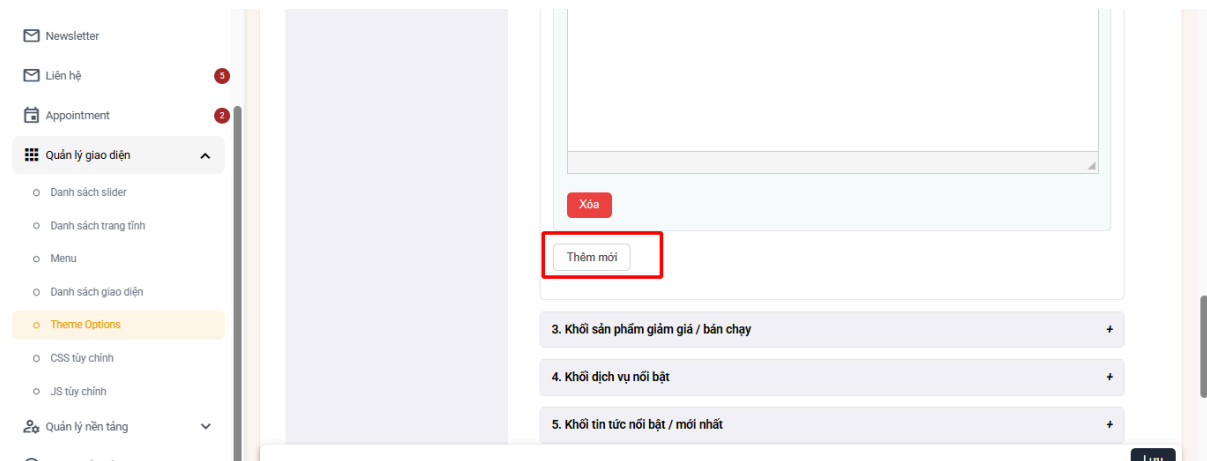 Newsletter
Liên hệ
5
Appointment
2
Quản lý giao diện
Danh sách slider
Danh sách trang tĩnh
Menu
Danh sách giao diện
Theme Options
CSS tùy chỉnh
JS tùy chỉnh
Quản lý nền tảng
Xóa
Thêm mới
3. Khối sản phẩm giảm giá / bán chạy +
4. Khối dịch vụ nổi bật +
5. Khối tin tức nổi bật / mới nhất +
Lưu